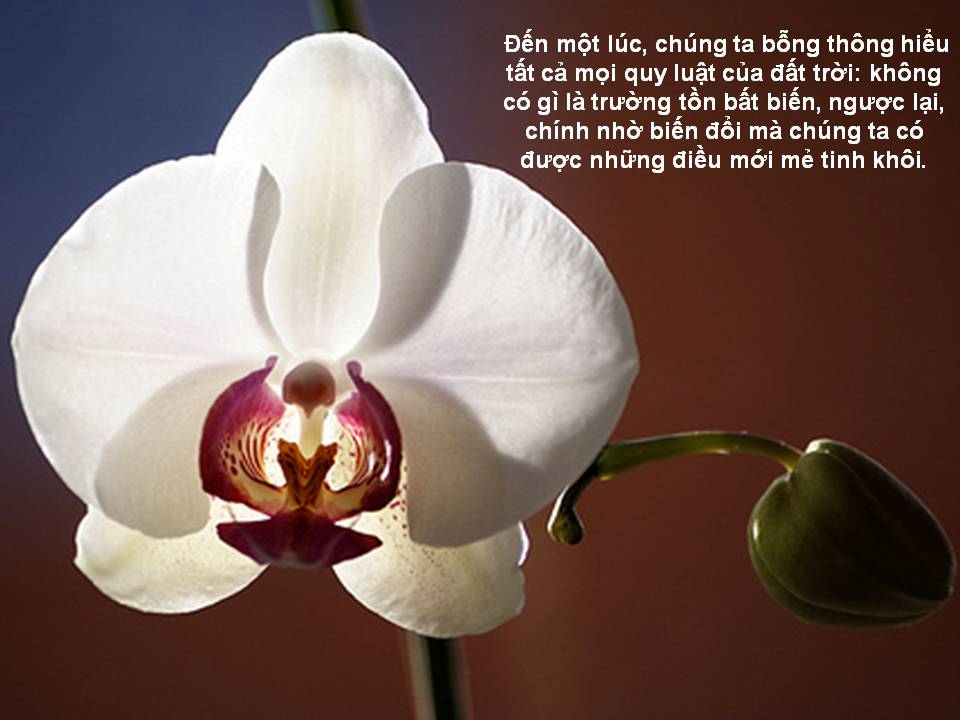 Đến một lúc, chúng ta bỗng thông hiểu
tất cả mọi quy luật của đất trời: không
có gì là trường tồn bất biến, ngược lại,
chính nhờ biến đổi mà chúng ta có
được những điều mới mẻ tinh khôi.